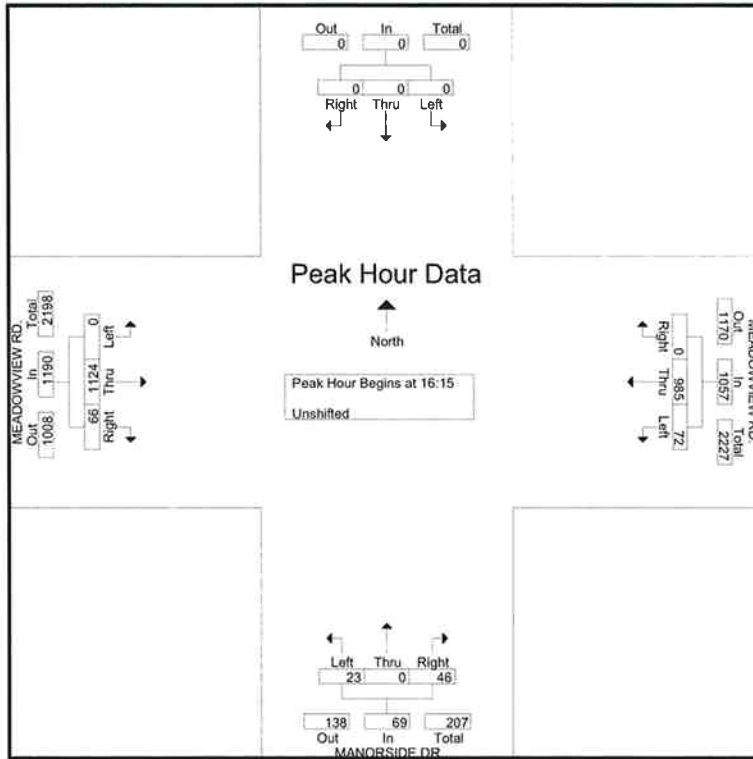 Out In Total
0 0 0
0 0 0
Right Thru Left
Peak Hour Data
North
Peak Hour Begins at 16:15
Unshifted
MEADOWVIEW RD.
Out In Total
1008 1190 2198
66 1124 0
Right Thru Left
Right Thru Left
0 985 72
1170 1057 2227
Out In Total
MEADOWVIEW RD.
Left Thru Right
23 0 46
138 69 207
Out In Total
MANORSIDE DR